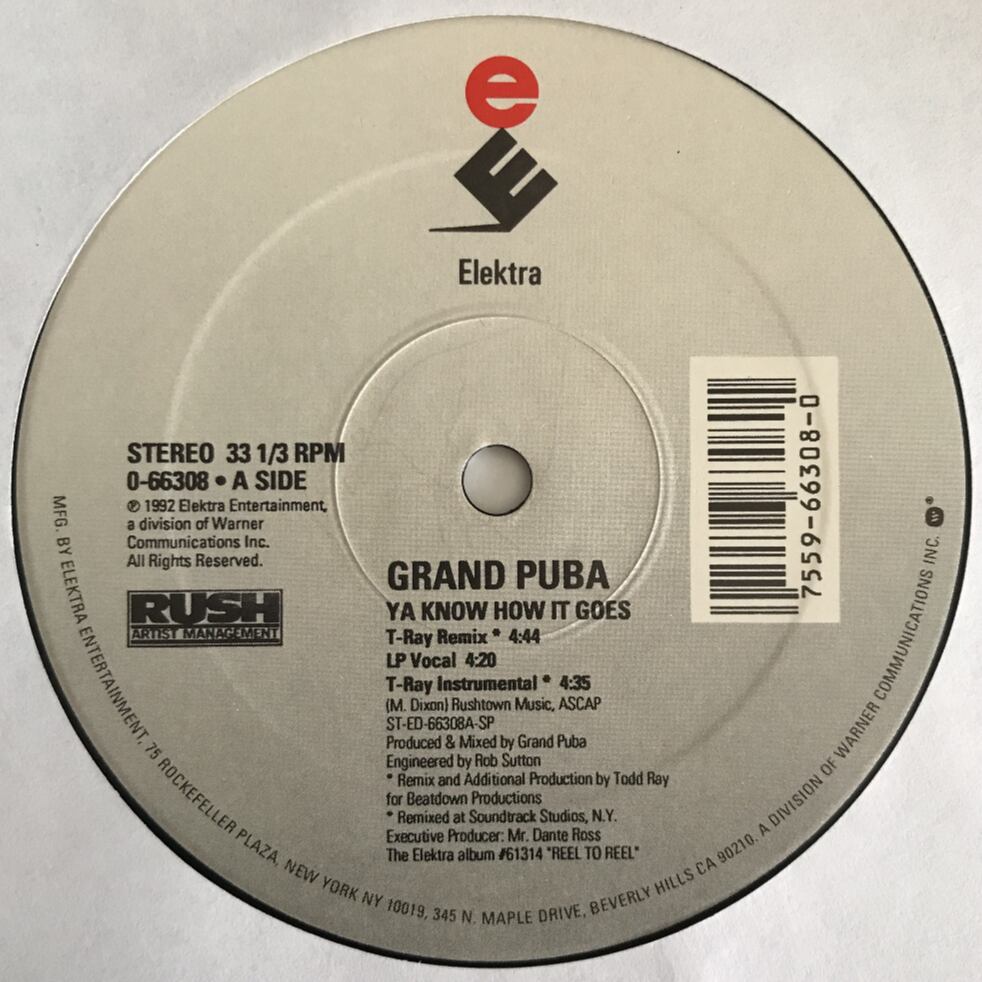 e
E
Elektra
STEREO 33 1/3 RPM
0-66308 • A SIDE
℗ 1992 Elektra Entertainment,
a division of Warner
Communications Inc.
All Rights Reserved.
RUSH
ARTIST MANAGEMENT
7559-66308-0
GRAND PUBA
YA KNOW HOW IT GOES
T-Ray Remix * 4:44
LP Vocal 4:20
T-Ray Instrumental * 4:35
(M. Dixon) Rushtown Music, ASCAP
ST-ED-66308A-SP
Produced & Mixed by Grand Puba
Engineered by Rob Sutton
* Remix and Additional Production by Todd Ray
for Beatdown Productions
* Remixed at Soundtrack Studios, N.Y.
Executive Producer: Mr. Dante Ross
The Elektra album #61314 "REEL TO REEL"
MFG. BY ELEKTRA ENTERTAINMENT, 75 ROCKEFELLER PLAZA, NEW YORK NY 10019, 345 N. MAPLE DRIVE, BEVERLY HILLS CA 90210. A DIVISION OF WARNER COMMUNICATIONS INC. W ®